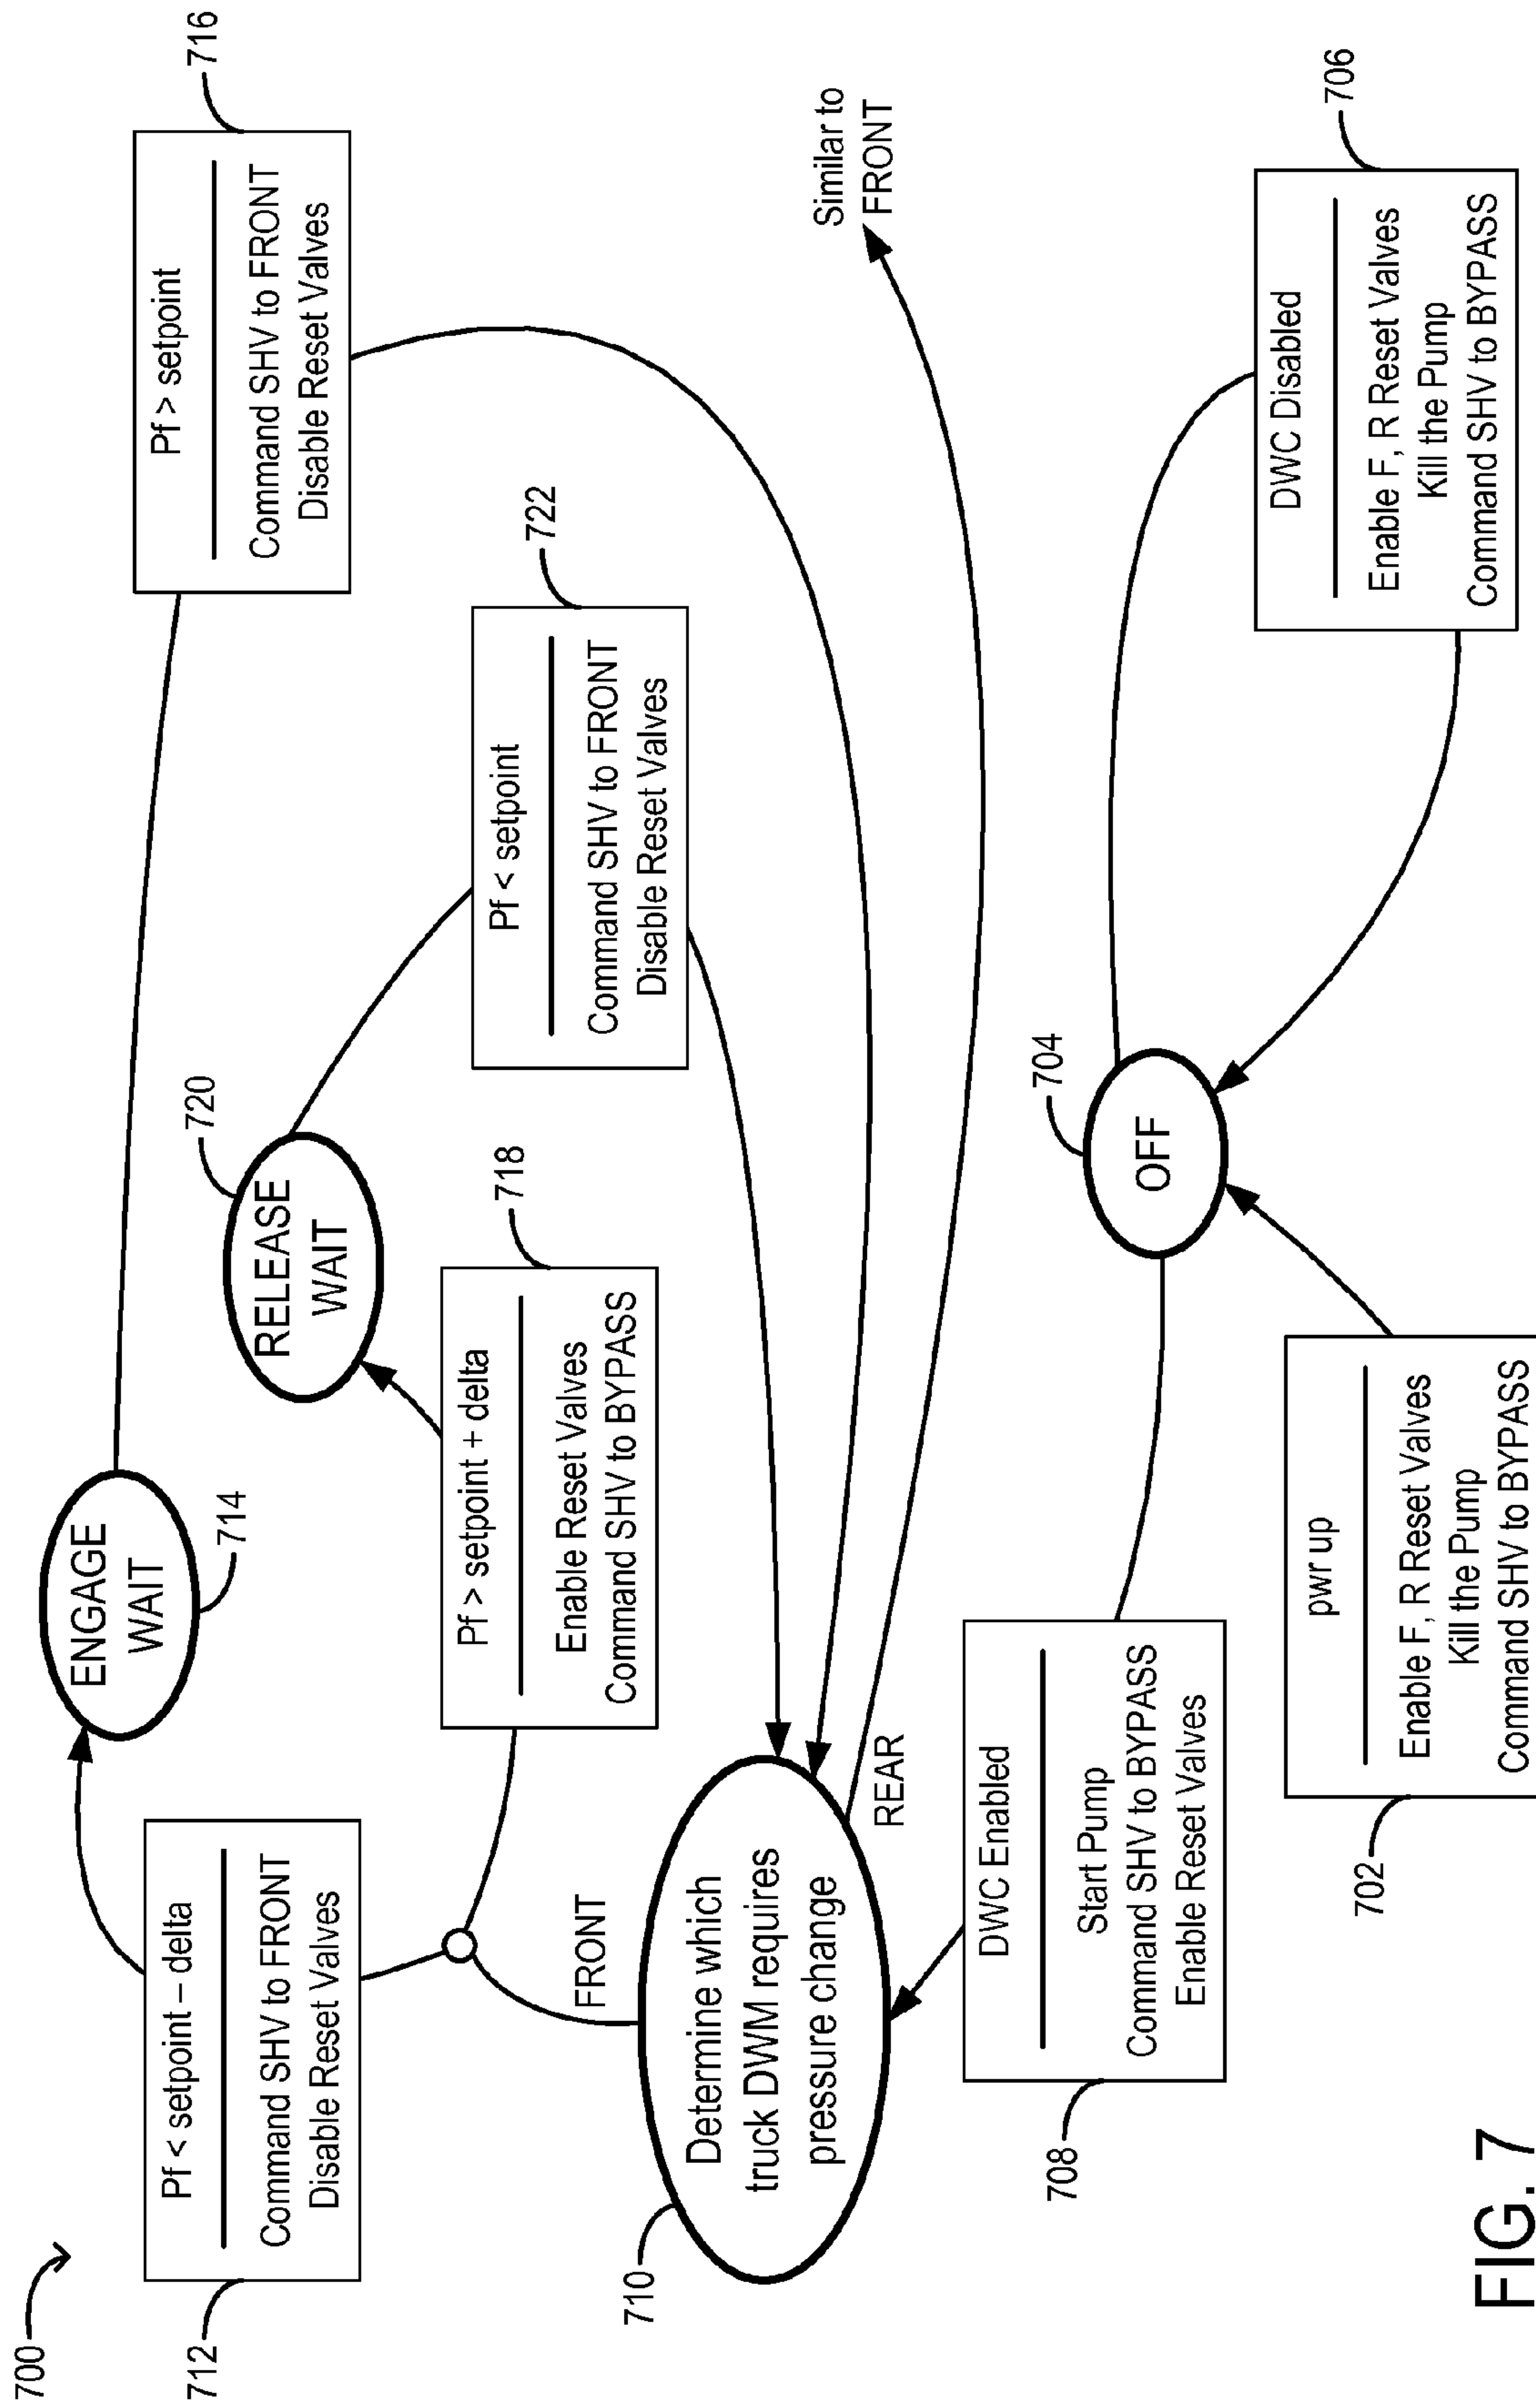 700
712
Pf < setpoint – delta
Command SHV to FRONT
Disable Reset Valves
ENGAGE
WAIT
714
716
Pf > setpoint
Command SHV to FRONT
Disable Reset Valves
718
Pf > setpoint + delta
Enable Reset Valves
Command SHV to BYPASS
720
RELEASE
WAIT
722
Pf < setpoint
Command SHV to FRONT
Disable Reset Valves
FRONT
710
Determine which
truck DWM requires
pressure change
REAR
Similar to
FRONT
708
DWC Enabled
Start Pump
Command SHV to BYPASS
Enable Reset Valves
704
OFF
706
DWC Disabled
Enable F, R Reset Valves
Kill the Pump
Command SHV to BYPASS
702
pwr up
Enable F, R Reset Valves
Kill the Pump
Command SHV to BYPASS
FIG. 7